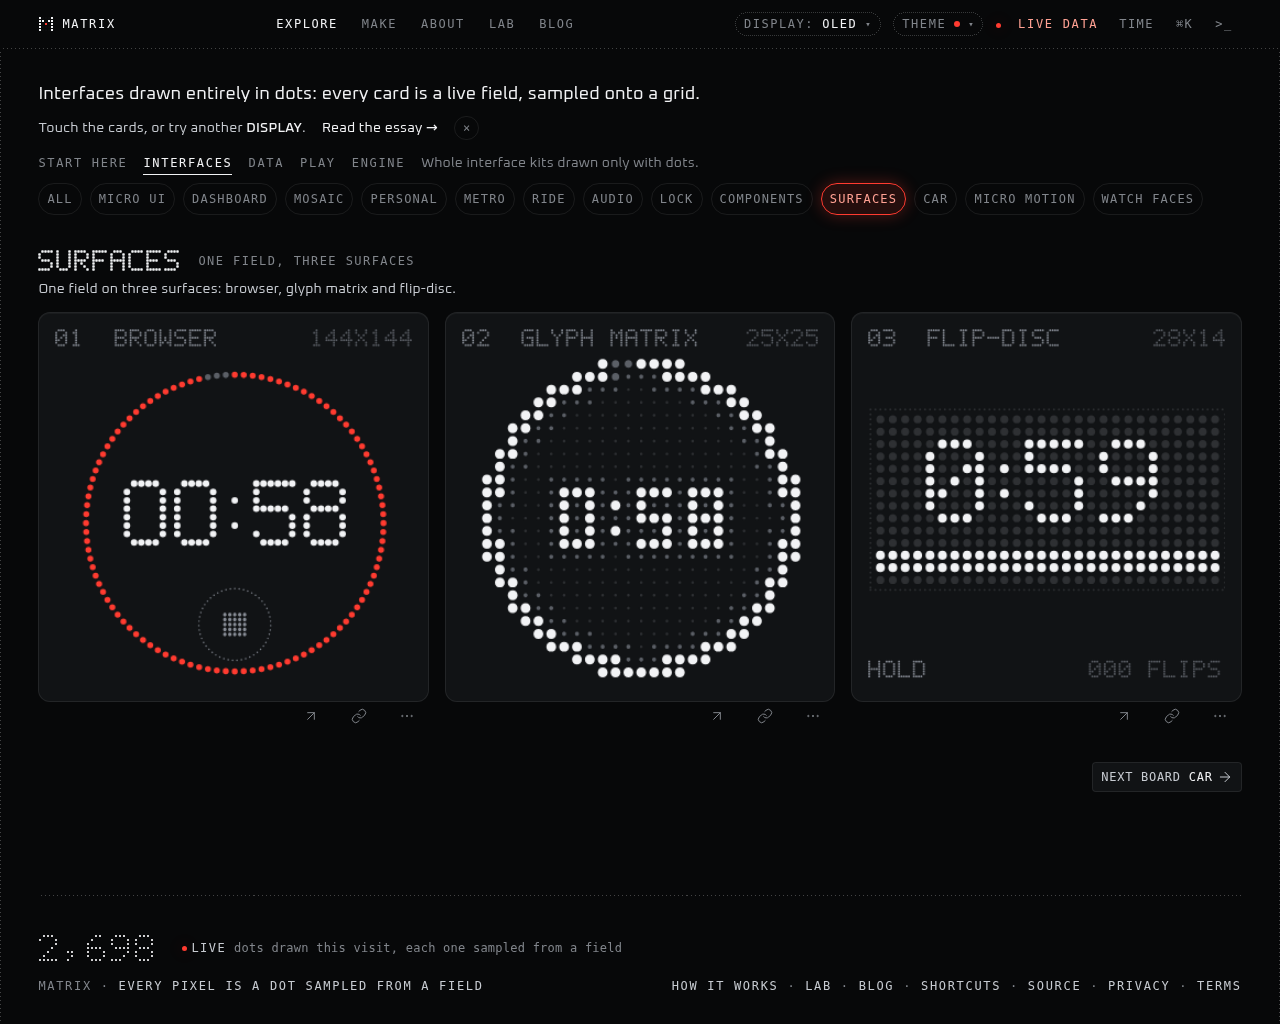 MATRIX EXPLORE MAKE ABOUT LAB BLOG DISPLAY: OLED THEME LIVE DATA TIME ⌘K >_
Interfaces drawn entirely in dots: every card is a live field, sampled onto a grid.
Touch the cards, or try another DISPLAY. Read the essay → ×
START HERE INTERFACES DATA PLAY ENGINE Whole interface kits drawn only with dots.
ALL MICRO UI DASHBOARD MOSAIC PERSONAL METRO RIDE AUDIO LOCK COMPONENTS SURFACES CAR MICRO MOTION WATCH FACES
SURFACES ONE FIELD, THREE SURFACES
One field on three surfaces: browser, glyph matrix and flip-disc.
01 BROWSER 144X144
00:58
02 GLYPH MATRIX 25X25
0:58
03 FLIP-DISC 28X14
0:59
HOLD 000 FLIPS
NEXT BOARD CAR →
2,698 LIVE dots drawn this visit, each one sampled from a field
MATRIX · EVERY PIXEL IS A DOT SAMPLED FROM A FIELD HOW IT WORKS · LAB · BLOG · SHORTCUTS · SOURCE · PRIVACY · TERMS